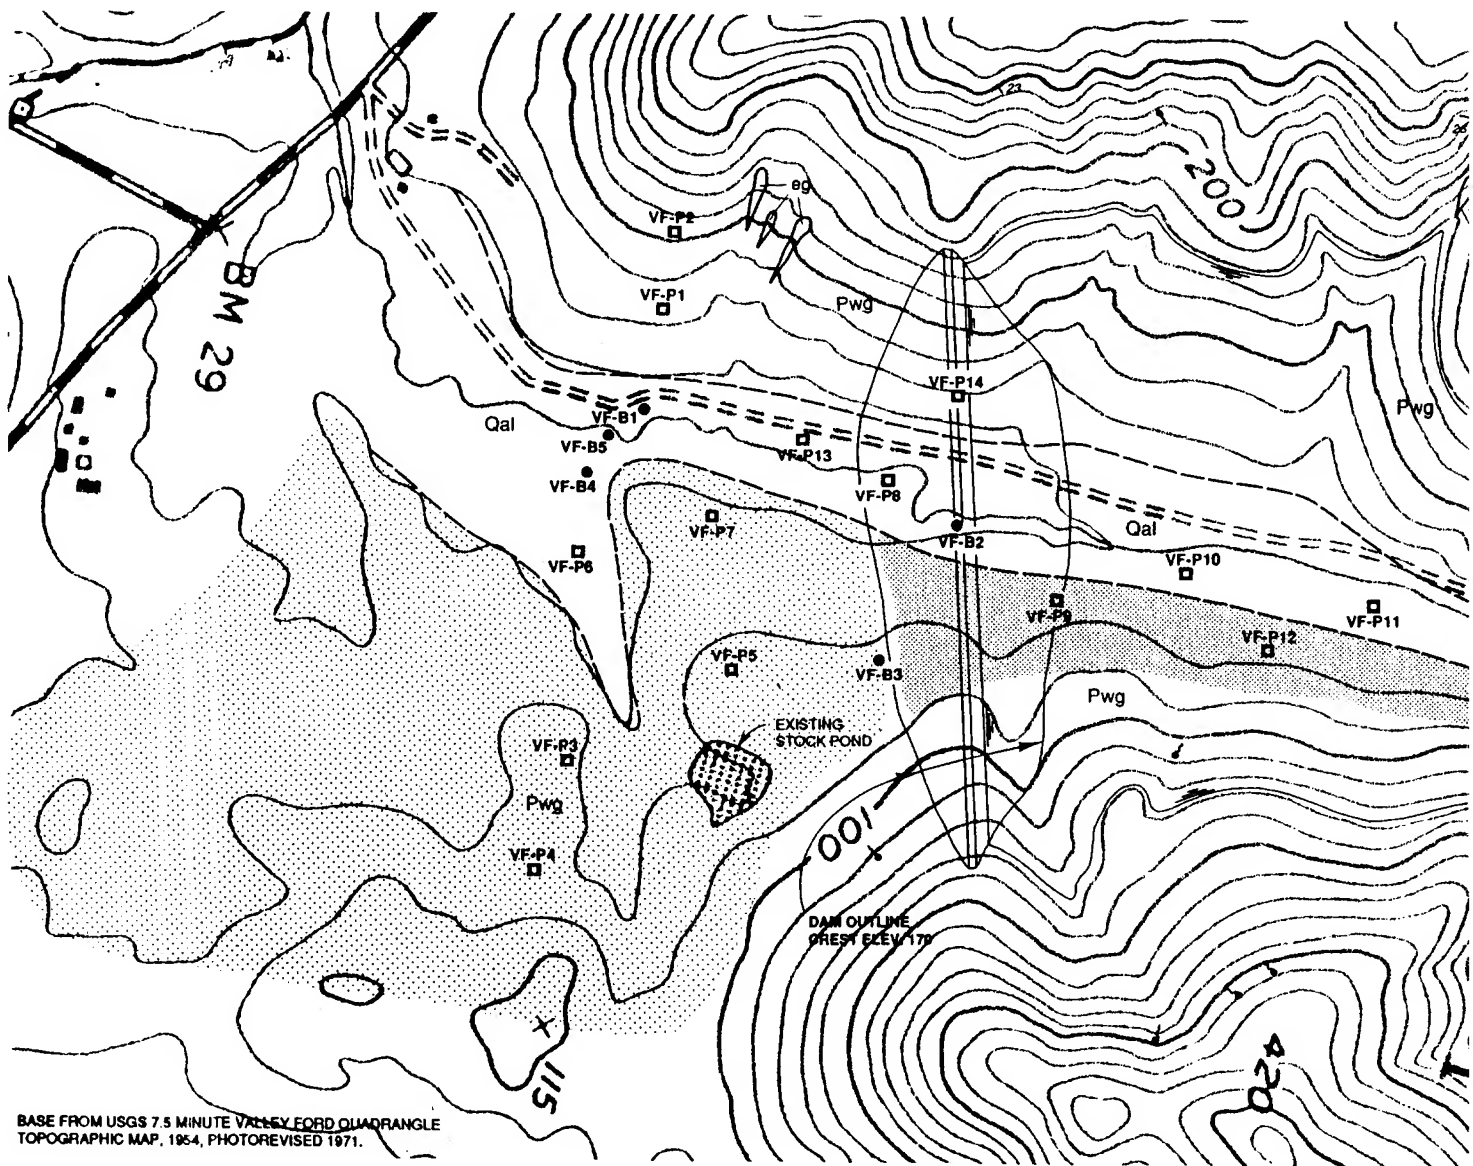 23
200
eg
VF-P2
BM 29
VF-P1
Pwg
VF-P14
Pwg
VF-B1
Qal
VF-B5
VF-P13
VF-B4
VF-P8
VF-P7
Qal
VF-B2
VF-P6
VF-P10
VF-P9
VF-P11
VF-P12
VF-P5
VF-B3
Pwg
EXISTING
STOCK POND
VF-P3
Pwg
100
VF-P4
DAM OUTLINE
CREST ELEV. 170
115
420
BASE FROM USGS 7.5 MINUTE VALLEY FORD QUADRANGLE
TOPOGRAPHIC MAP, 1954, PHOTOREVISED 1971.